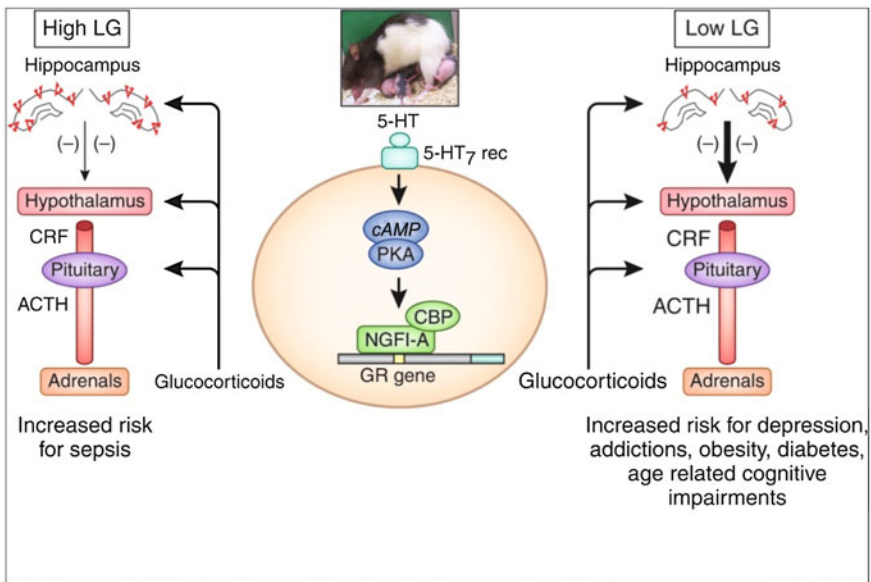 High LG
Hippocampus
(–) (–)
Hypothalamus
CRF
Pituitary
ACTH
Adrenals
Glucocorticoids
Increased risk
for sepsis
5-HT
5-HT7 rec
cAMP
PKA
CBP
NGFI-A
GR gene
Low LG
Hippocampus
(–) (–)
Hypothalamus
CRF
Pituitary
ACTH
Glucocorticoids
Adrenals
Increased risk for depression,
addictions, obesity, diabetes,
age related cognitive
impairments